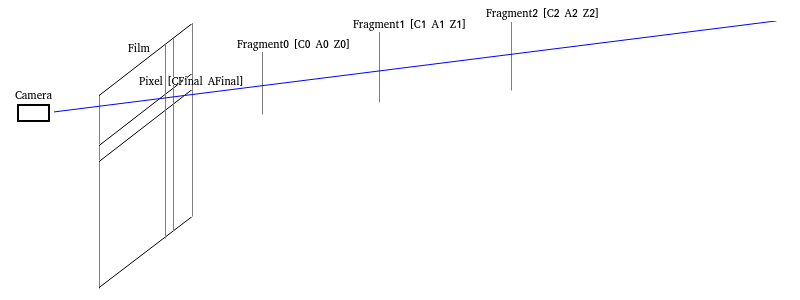 Fragment2 [C2 A2 Z2]
Fragment1 [C1 A1 Z1]
Fragment0 [C0 A0 Z0]
Film
Pixel [CFinal AFinal]
Camera